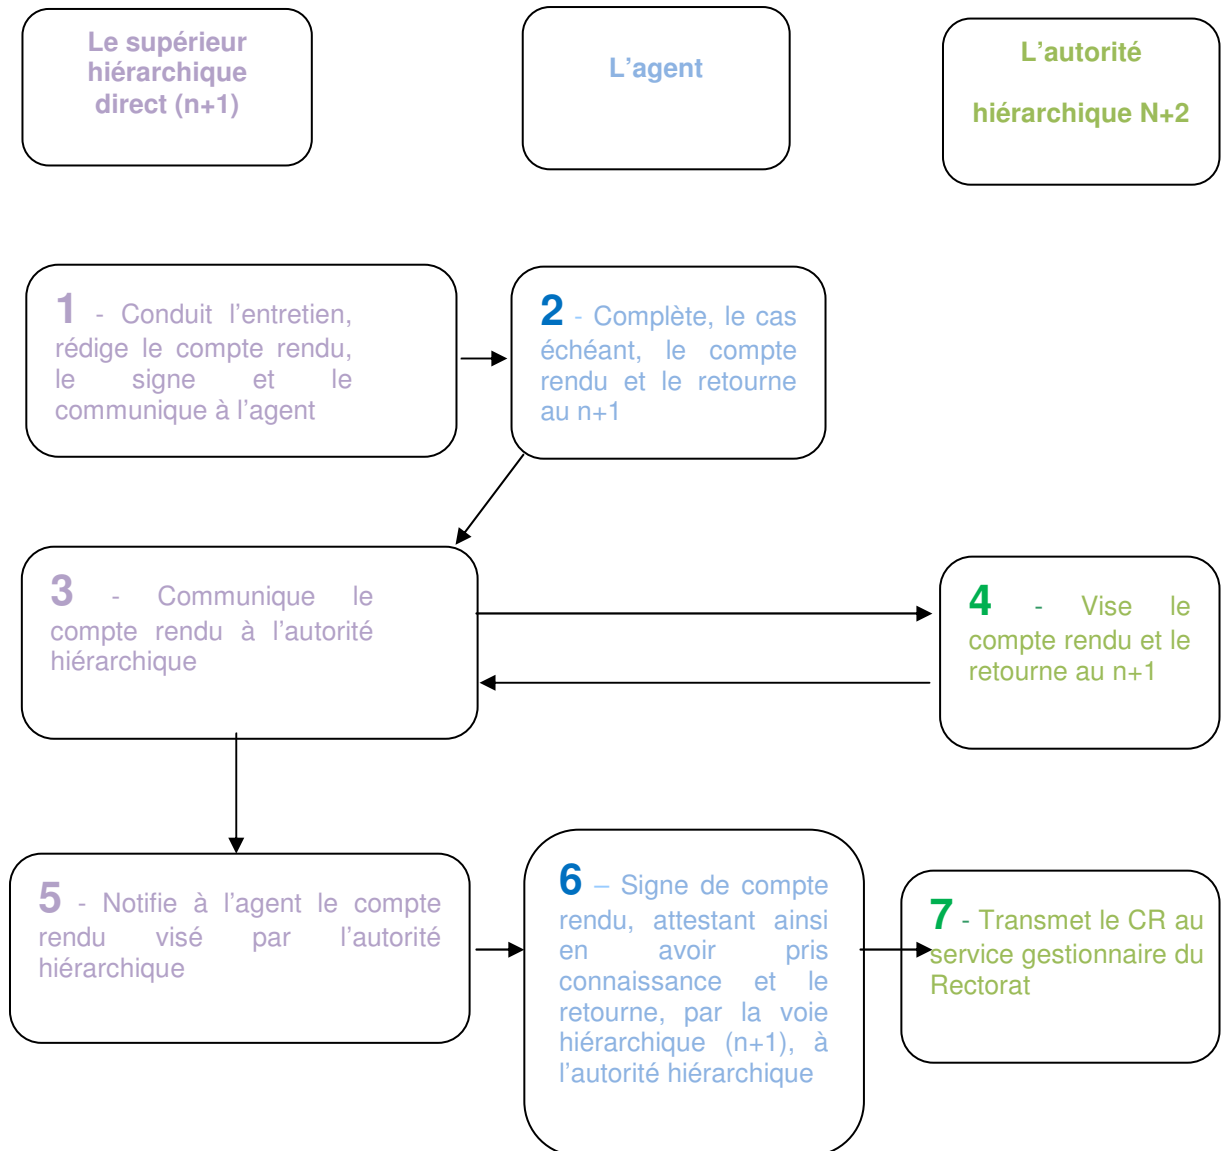 Le supérieur
hiérarchique
direct (n+1)
L'agent
L'autorité
hiérarchique N+2
1 - Conduit l'entretien,
rédige le compte rendu,
le signe et le
communique à l'agent
2 - Complète, le cas
échéant, le compte
rendu et le retourne
au n+1
3 - Communique le
compte rendu à l'autorité
hiérarchique
4 - Vise le
compte rendu et le
retourne au n+1
5 - Notifie à l'agent le compte
rendu visé par l'autorité
hiérarchique
6 – Signe de compte
rendu, attestant ainsi
en avoir pris
connaissance et le
retourne, par la voie
hiérarchique (n+1), à
l'autorité hiérarchique
7 - Transmet le CR au
service gestionnaire du
Rectorat